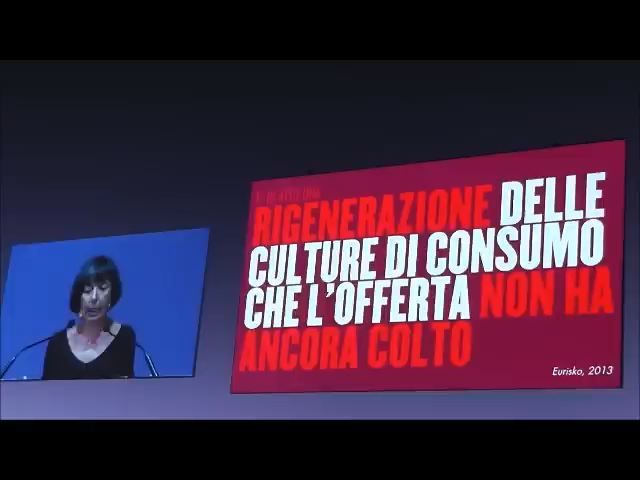 RIGENERAZIONE DELLE
CULTURE DI CONSUMO
CHE L'OFFERTA NON HA
ANCORA COLTO
Eurisko, 2013